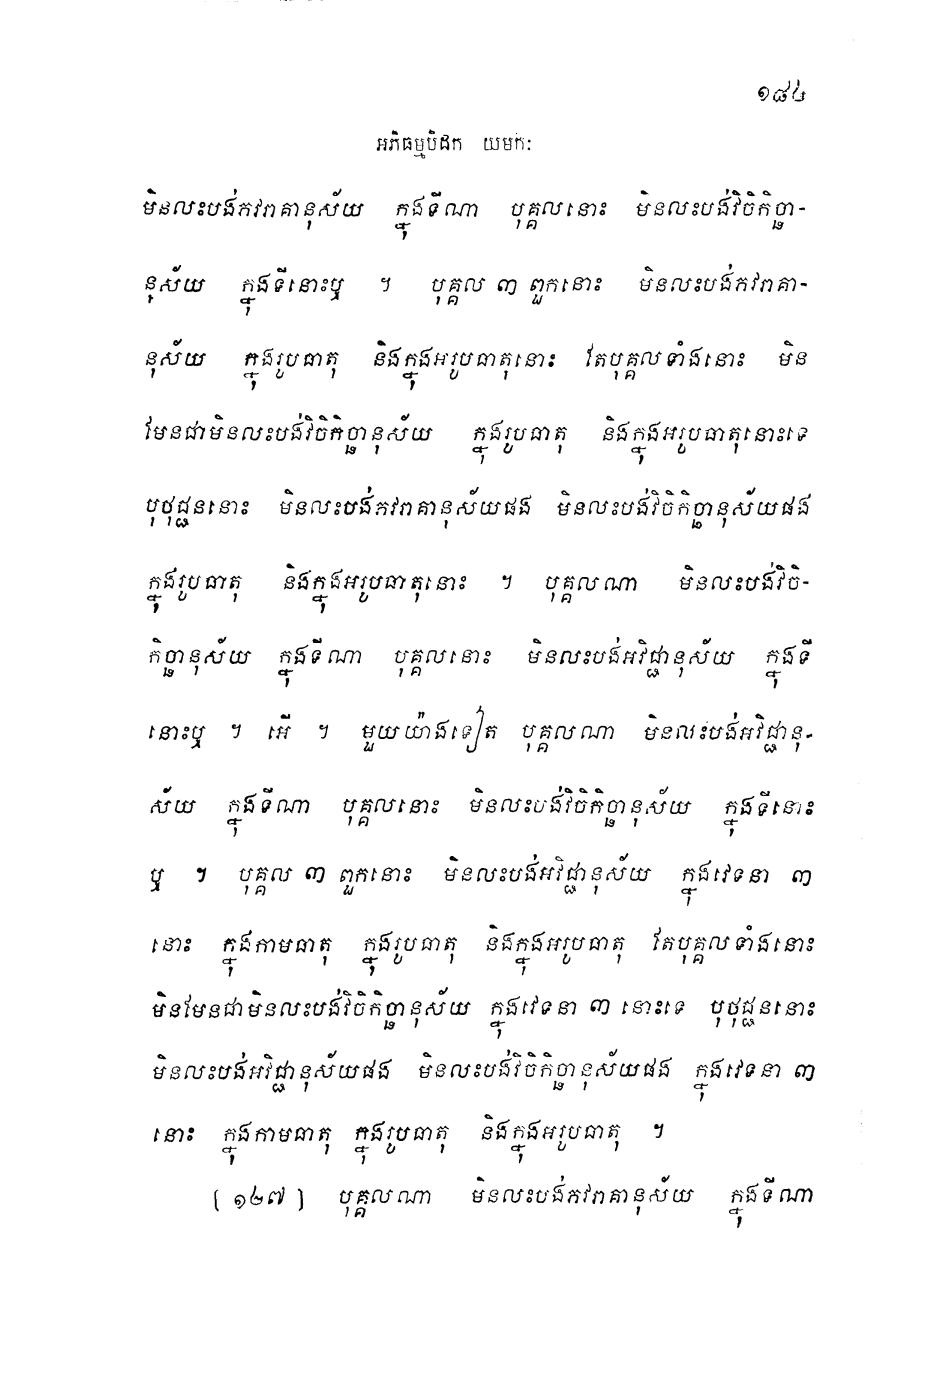 ១៨៤
អភិធម្មបិដក យមកៈ
មិនលះបង់ភវរាគានុស័យ ក្នុងទីណា បុគ្គលនោះ មិនលះបង់វិចិកិច្ឆា-
នុស័យ ក្នុងទីនោះឬ ។ បុគ្គល ៣ ពួកនោះ មិនលះបង់ភវរាគា-
នុស័យ ក្នុងរូបធាតុ និងក្នុងអរូបធាតុនោះ តែបុគ្គលទាំងនោះ មិន
មែនជាមិនលះបង់វិចិកិច្ឆានុស័យ ក្នុងរូបធាតុ និងក្នុងអរូបធាតុនោះទេ
បុថុជ្ជននោះ មិនលះបង់ភវរាគានុស័យផង មិនលះបង់វិចិកិច្ឆានុស័យផង
ក្នុងរូបធាតុ និងក្នុងអរូបធាតុនោះ ។ បុគ្គលណា មិនលះបង់វិចិ-
កិច្ឆានុស័យ ក្នុងទីណា បុគ្គលនោះ មិនលះបង់អវិជ្ជានុស័យ ក្នុងទី
នោះឬ ។ អើ ។ មួយយ៉ាងទៀត បុគ្គលណា មិនលះបង់អវិជ្ជានុ-
ស័យ ក្នុងទីណា បុគ្គលនោះ មិនលះបង់វិចិកិច្ឆានុស័យ ក្នុងទីនោះ
ឬ ។ បុគ្គល ៣ ពួកនោះ មិនលះបង់អវិជ្ជានុស័យ ក្នុងវេទនា ៣
នោះ ក្នុងកាមធាតុ ក្នុងរូបធាតុ និងក្នុងអរូបធាតុ តែបុគ្គលទាំងនោះ
មិនមែនជាមិនលះបង់វិចិកិច្ឆានុស័យ ក្នុងវេទនា ៣ នោះទេ បុថុជ្ជននោះ
មិនលះបង់អវិជ្ជានុស័យផង មិនលះបង់វិចិកិច្ឆានុស័យផង ក្នុងវេទនា ៣
នោះ ក្នុងកាមធាតុ ក្នុងរូបធាតុ និងក្នុងអរូបធាតុ ។
[ ១៤៧ ] បុគ្គលណា មិនលះបង់ភវរាគានុស័យ ក្នុងទីណា